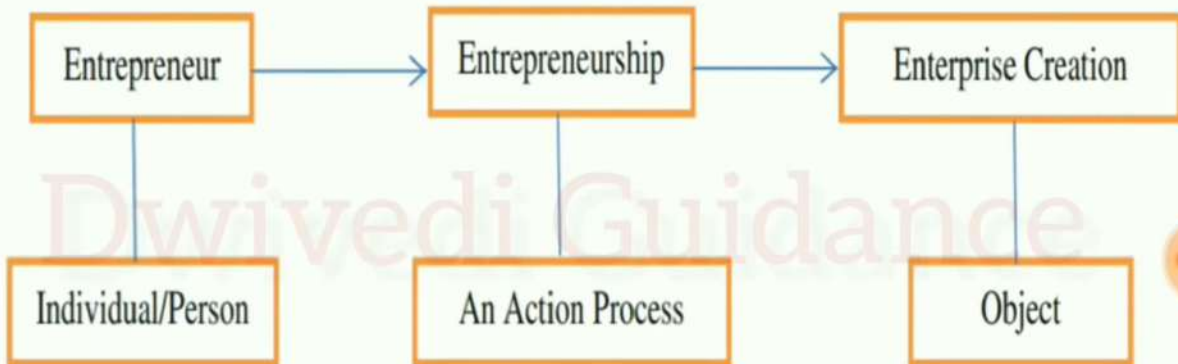 Entrepreneur
Entrepreneurship
Enterprise Creation
Dwivedi Guidance
Individual/Person
An Action Process
Object